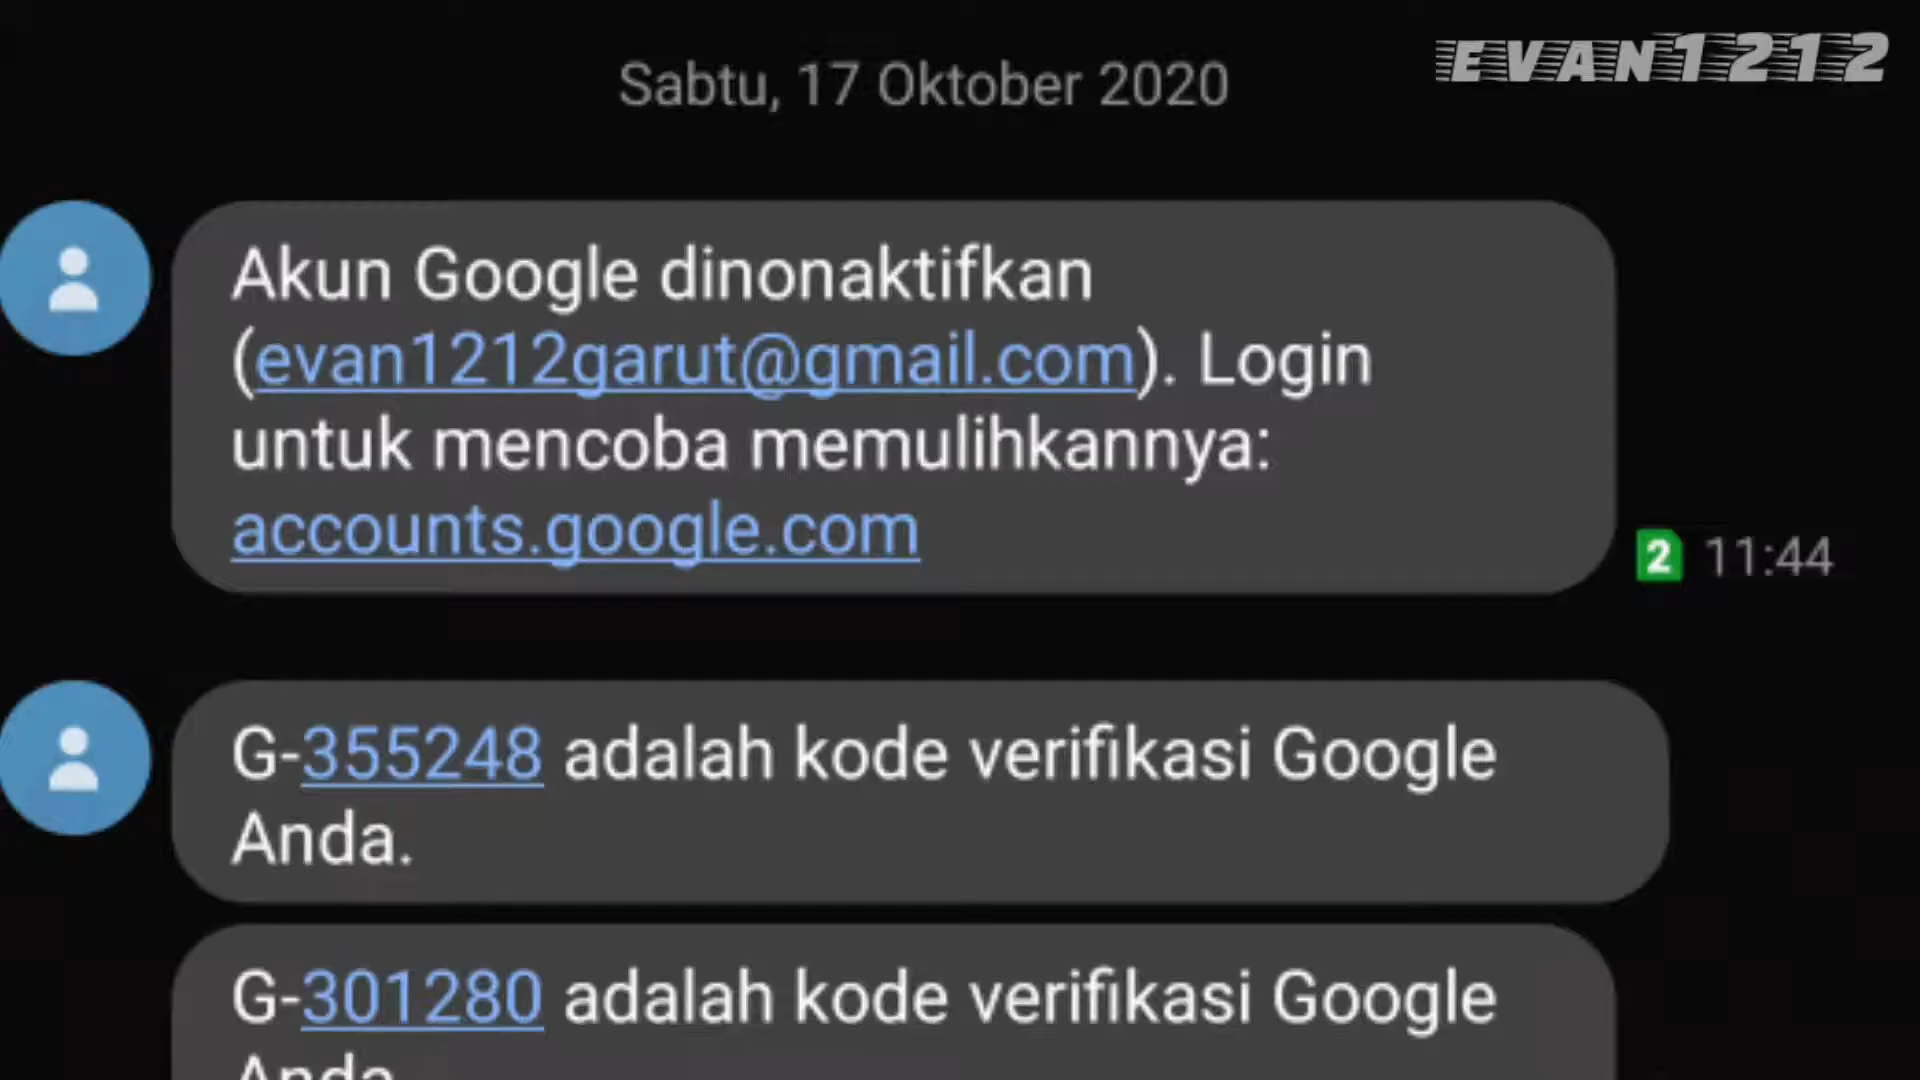 EVAN1212
Sabtu, 17 Oktober 2020
Akun Google dinonaktifkan
(evan1212garut@gmail.com). Login
untuk mencoba memulihkannya:
accounts.google.com
2 11:44
G-355248 adalah kode verifikasi Google
Anda.
G-301280 adalah kode verifikasi Google
Anda